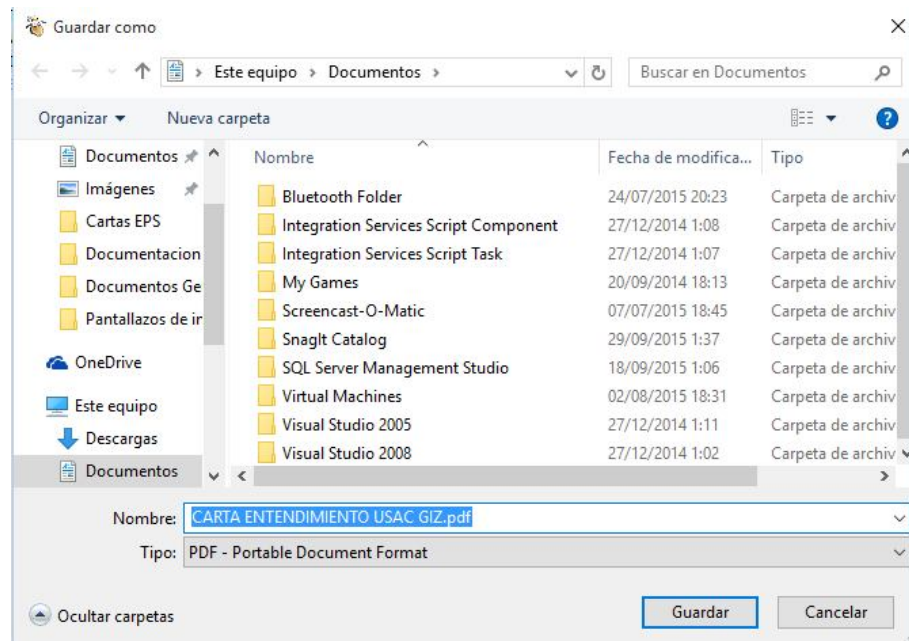 Guardar como
Este equipo > Documentos >
Buscar en Documentos
Organizar
Nueva carpeta
Documentos
Imágenes
Cartas EPS
Documentacion
Documentos Ge
Pantallazos de in
OneDrive
Este equipo
Descargas
Documentos
Nombre Fecha de modifica... Tipo
Bluetooth Folder 24/07/2015 20:23 Carpeta de archiv
Integration Services Script Component 27/12/2014 1:08 Carpeta de archiv
Integration Services Script Task 27/12/2014 1:07 Carpeta de archiv
My Games 20/09/2014 18:13 Carpeta de archiv
Screencast-O-Matic 07/07/2015 18:45 Carpeta de archiv
SnagIt Catalog 29/09/2015 1:37 Carpeta de archiv
SQL Server Management Studio 18/09/2015 1:06 Carpeta de archiv
Virtual Machines 02/08/2015 18:31 Carpeta de archiv
Visual Studio 2005 27/12/2014 1:11 Carpeta de archiv
Visual Studio 2008 27/12/2014 1:02 Carpeta de archiv
Nombre: CARTA ENTENDIMIENTO USAC GIZ.pdf
Tipo: PDF - Portable Document Format
Ocultar carpetas
Guardar
Cancelar